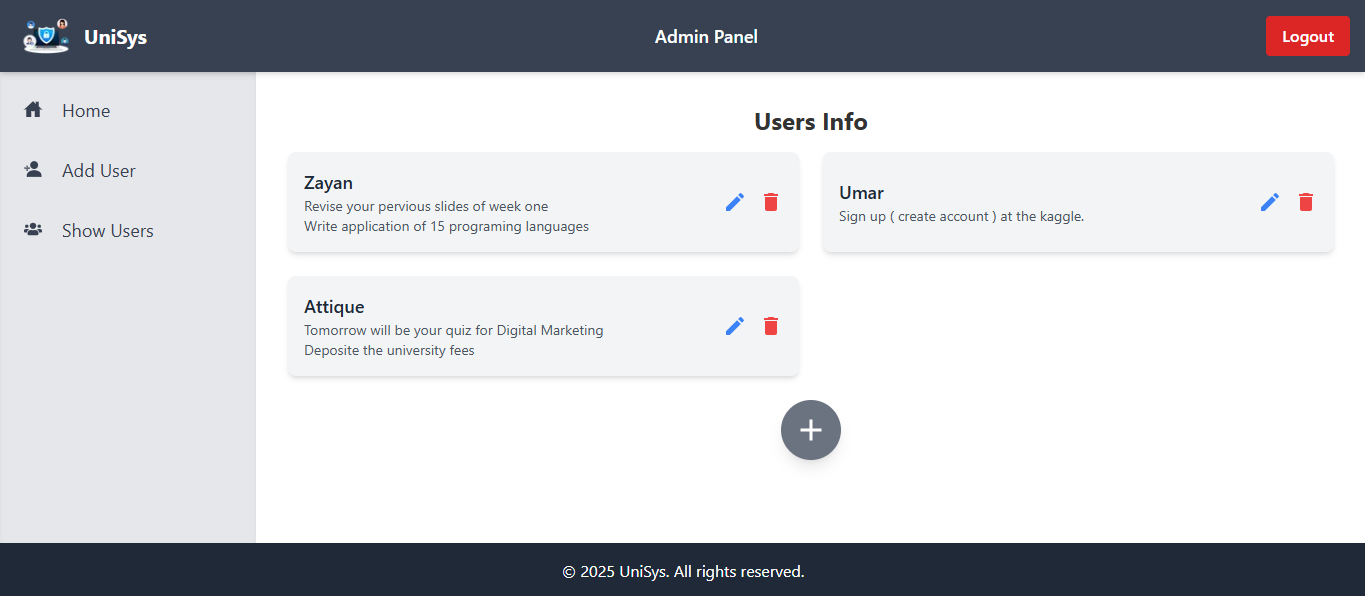 UniSys
Admin Panel
Logout
Home
Add User
Show Users
Users Info
Zayan
Revise your pervious slides of week one
Write application of 15 programing languages
Umar
Sign up ( create account ) at the kaggle.
Attique
Tomorrow will be your quiz for Digital Marketing
Deposite the university fees
© 2025 UniSys. All rights reserved.